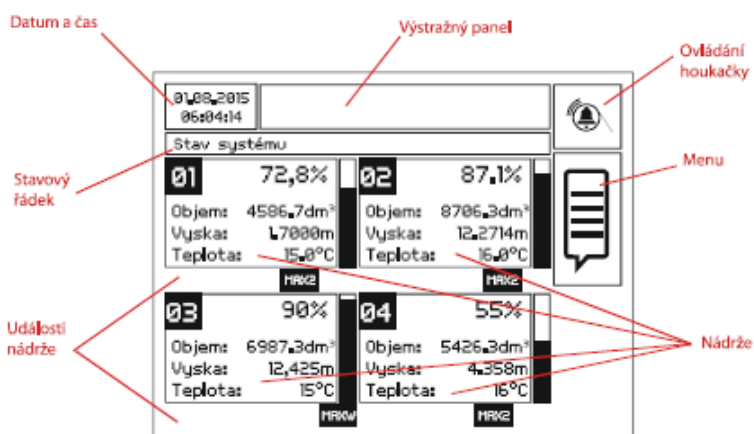 Datum a čas
Výstražný panel
Ovládání
houkačky
01.08.2015
06:04:14
Stav systému
Stavový
řádek
Menu
01 72,8%
Objem: 4586.7dm³
Vyska: 1.7000m
Teplota: 15.0°C
MAX2
02 87.1%
Objem: 8706.3dm³
Vyska: 12.2714m
Teplota: 16.0°C
MAX2
Události
nádrže
03 90%
Objem: 6987.3dm³
Vyska: 12,425m
Teplota: 15°C
MAXW
04 55%
Objem: 5426.3dm³
Vyska: 4.358m
Teplota: 16°C
MAX2
Nádrže